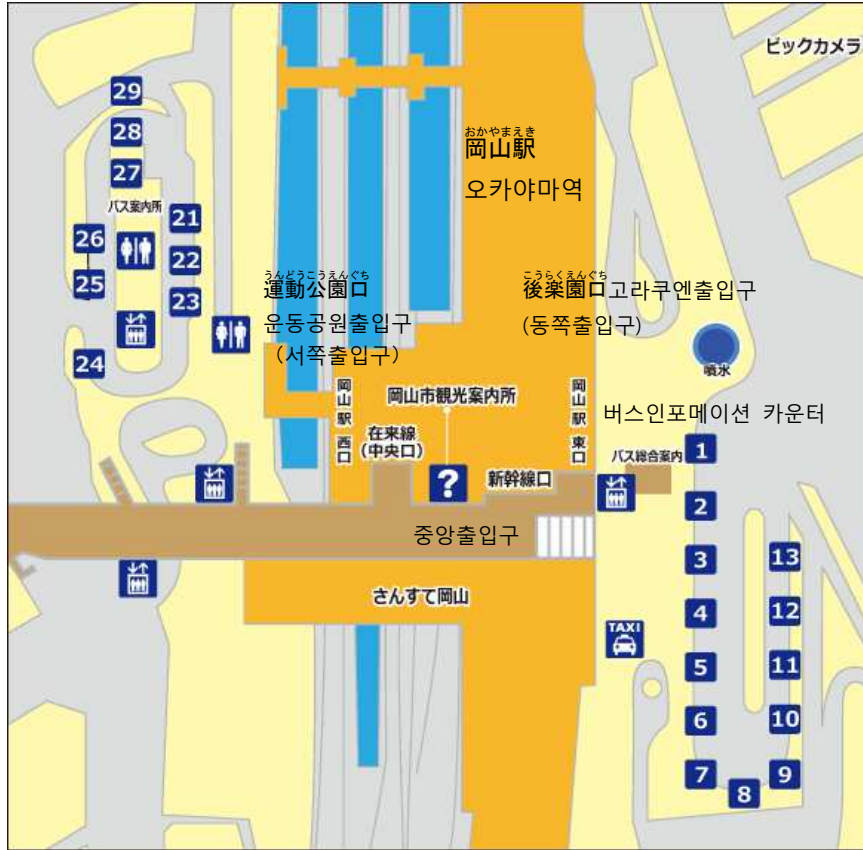 ビックカメラ
29
28
27
バス案内所
26
25
24
21
22
23
おかやまえき
岡山駅
오카야마역
うんどうこうえんぐち
運動公園口
운동공원출입구
(서쪽출입구)
こうらくえんぐち
後楽園口고라쿠엔출입구
(동쪽출입구)
噴水
岡山駅 西口
在来線
(中央口)
岡山市観光案内所
?
新幹線口
岡山駅 東口
버스인포메이션 카운터
バス総合案内
중앙출입구
さんすて岡山
TAXI
1
2
3
4
5
6
7
8
9
10
11
12
13